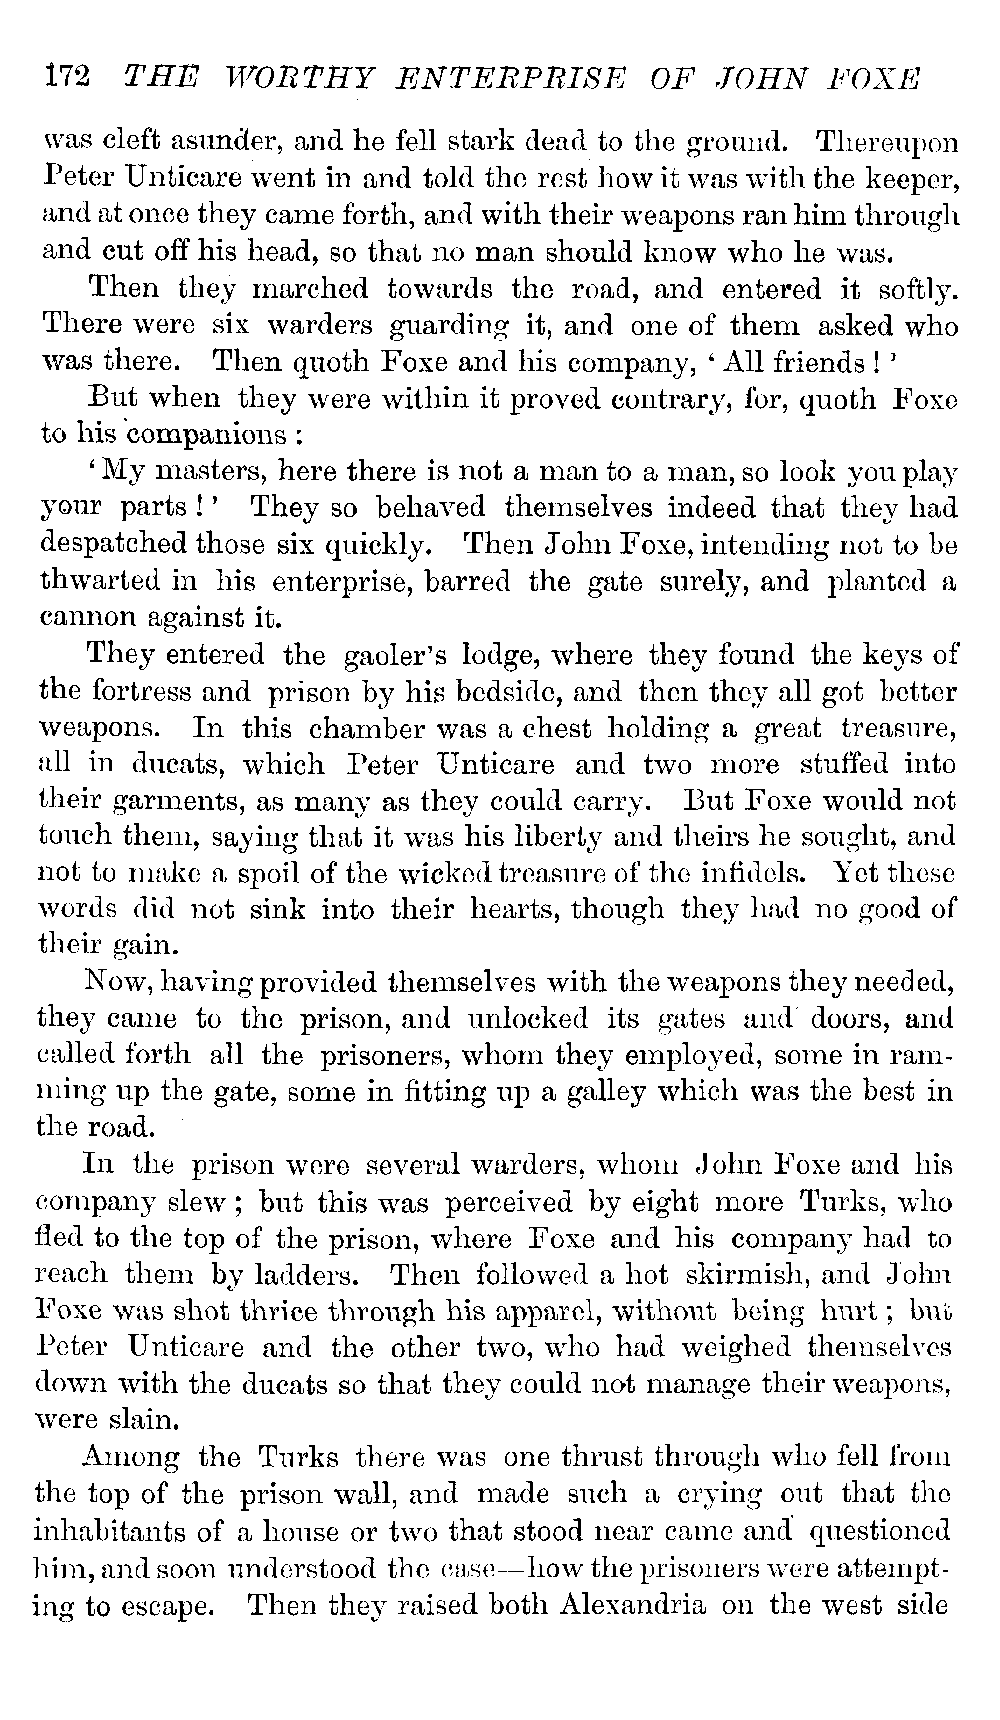 172 THE WORTHY ENTERPRISE OF JOHN FOXE
was cleft asunder, and he fell stark dead to the ground. Thereupon
Peter Unticare went in and told the rest how it was with the keeper,
and at once they came forth, and with their weapons ran him through
and cut off his head, so that no man should know who he was.
Then they marched towards the road, and entered it softly.
There were six warders guarding it, and one of them asked who
was there. Then quoth Foxe and his company, ‘ All friends ! ’
But when they were within it proved contrary, for, quoth Foxe
to his companions :
‘ My masters, here there is not a man to a man, so look you play
your parts ! ’ They so behaved themselves indeed that they had
despatched those six quickly. Then John Foxe, intending not to be
thwarted in his enterprise, barred the gate surely, and planted a
cannon against it.
They entered the gaoler’s lodge, where they found the keys of
the fortress and prison by his bedside, and then they all got better
weapons. In this chamber was a chest holding a great treasure,
all in ducats, which Peter Unticare and two more stuffed into
their garments, as many as they could carry. But Foxe would not
touch them, saying that it was his liberty and theirs he sought, and
not to make a spoil of the wicked treasure of the infidels. Yet these
words did not sink into their hearts, though they had no good of
their gain.
Now, having provided themselves with the weapons they needed,
they came to the prison, and unlocked its gates and doors, and
called forth all the prisoners, whom they employed, some in ram-
ming up the gate, some in fitting up a galley which was the best in
the road.
In the prison were several warders, whom John Foxe and his
company slew ; but this was perceived by eight more Turks, who
fled to the top of the prison, where Foxe and his company had to
reach them by ladders. Then followed a hot skirmish, and John
Foxe was shot thrice through his apparel, without being hurt ; but
Peter Unticare and the other two, who had weighed themselves
down with the ducats so that they could not manage their weapons,
were slain.
Among the Turks there was one thrust through who fell from
the top of the prison wall, and made such a crying out that the
inhabitants of a house or two that stood near came and questioned
him, and soon understood the case—how the prisoners were attempt-
ing to escape. Then they raised both Alexandria on the west side